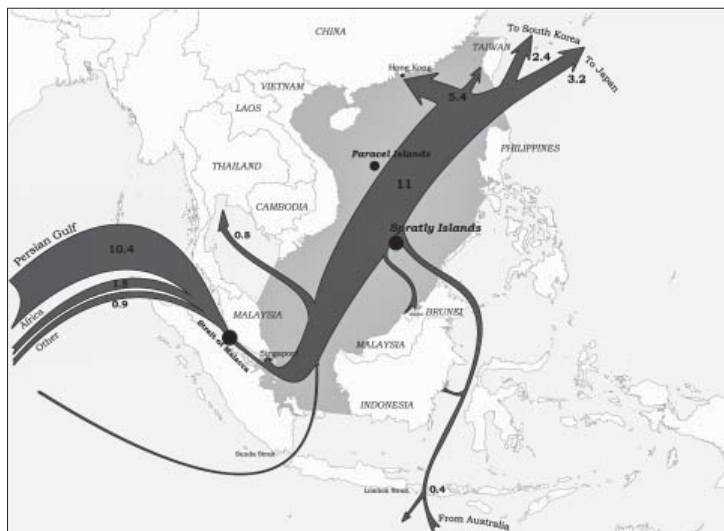 CHINA
To South Korea
TAIWAN
2.4
To Japan
3.2
Hong Kong
5.4
VIETNAM
LAOS
Paracel Islands
PHILIPPINES
THAILAND
11
CAMBODIA
Spratly Islands
0.8
Persian Gulf
10.4
1.5
Africa
0.9
Other
MALAYSIA
BRUNEI
Strait of Malacca
Singapore
MALAYSIA
INDONESIA
Sunda Strait
Lombok Strait
0.4
From Australia